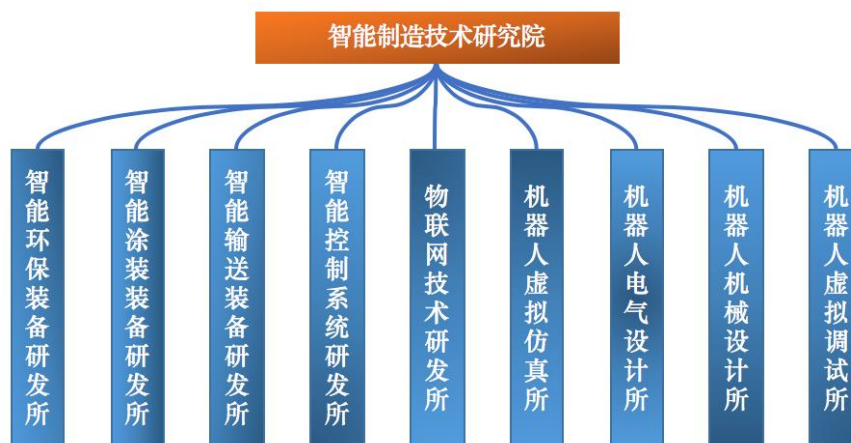 智能制造技术研究院
智能环保装备研发所
智能涂装装备研发所
智能输送装备研发所
智能控制系统研发所
物联网技术研发所
机器人虚拟仿真所
机器人电气设计所
机器人机械设计所
机器人虚拟调试所